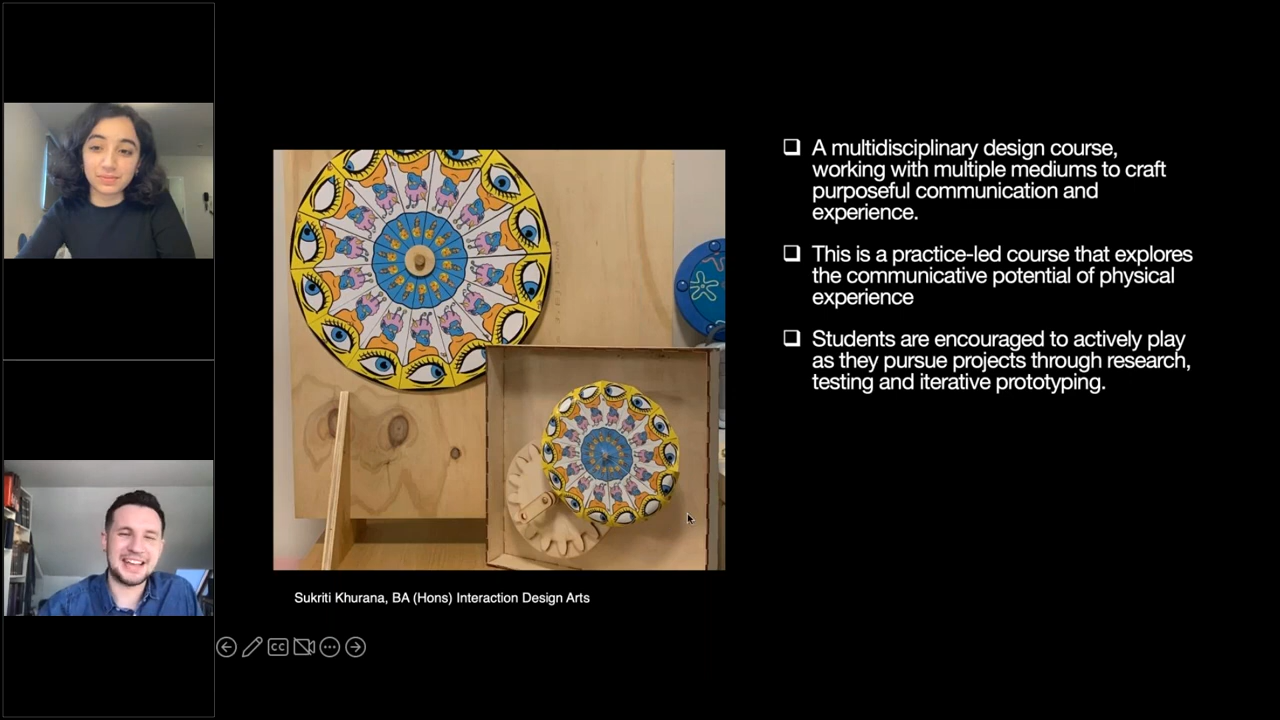 A multidisciplinary design course,
working with multiple mediums to craft
purposeful communication and
experience.
This is a practice-led course that explores
the communicative potential of physical
experience
Students are encouraged to actively play
as they pursue projects through research,
testing and iterative prototyping.
Sukriti Khurana, BA (Hons) Interaction Design Arts
CC